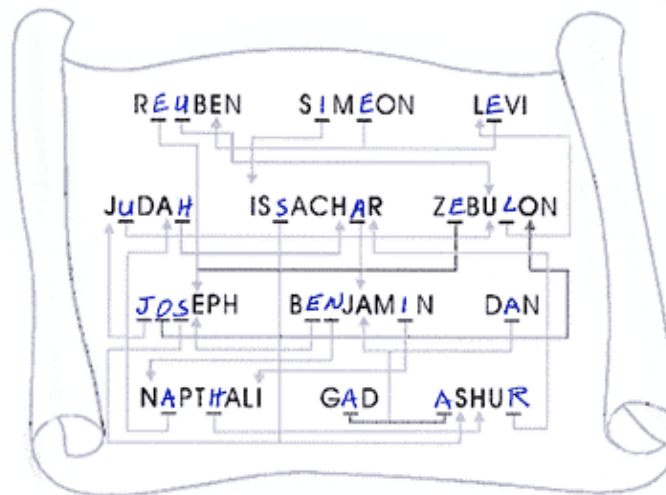 REUBEN SIMEON LEVI
JUDAH ISSACHAR ZEBULON
JOSEPH BENJAMIN DAN
NAPTHALI GAD ASHUR